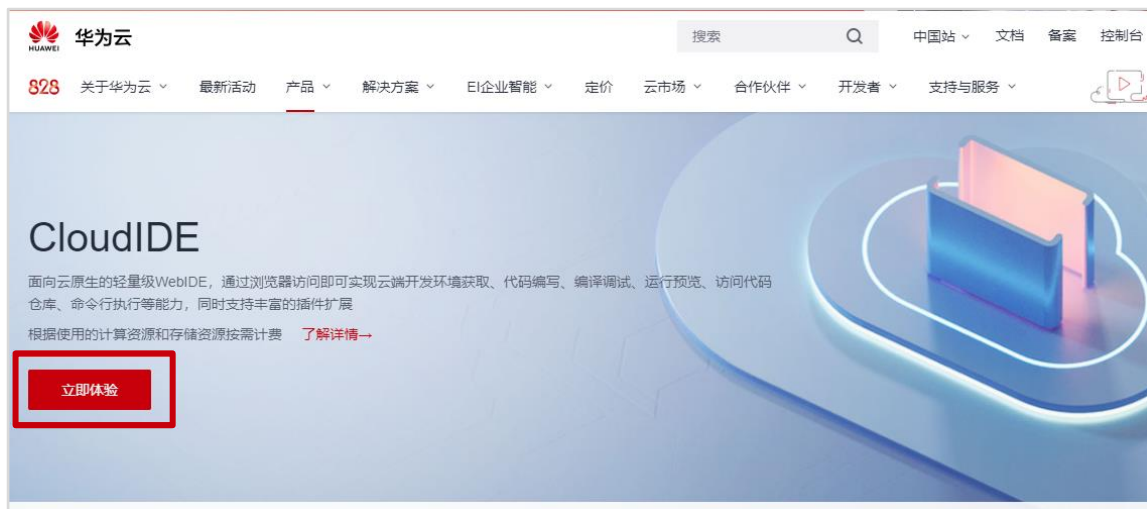 HUAWEI 华为云 搜索 中国站 文档 备案 控制台
828 关于华为云 最新活动 产品 解决方案 EI企业智能 定价 云市场 合作伙伴 开发者 支持与服务
CloudIDE
面向云原生的轻量级WebIDE，通过浏览器访问即可实现云端开发环境获取、代码编写、编译调试、运行预览、访问代码
仓库、命令行执行等能力，同时支持丰富的插件扩展
根据使用的计算资源和存储资源按需计费 了解详情→
立即体验